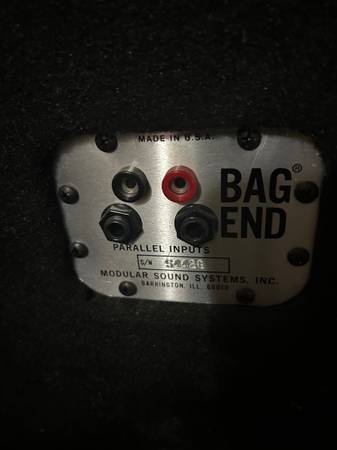 MADE IN U.S.A.
BAG®
END
PARALLEL INPUTS
S/N
MODULAR SOUND SYSTEMS, INC.
BARRINGTON, ILL. 60010